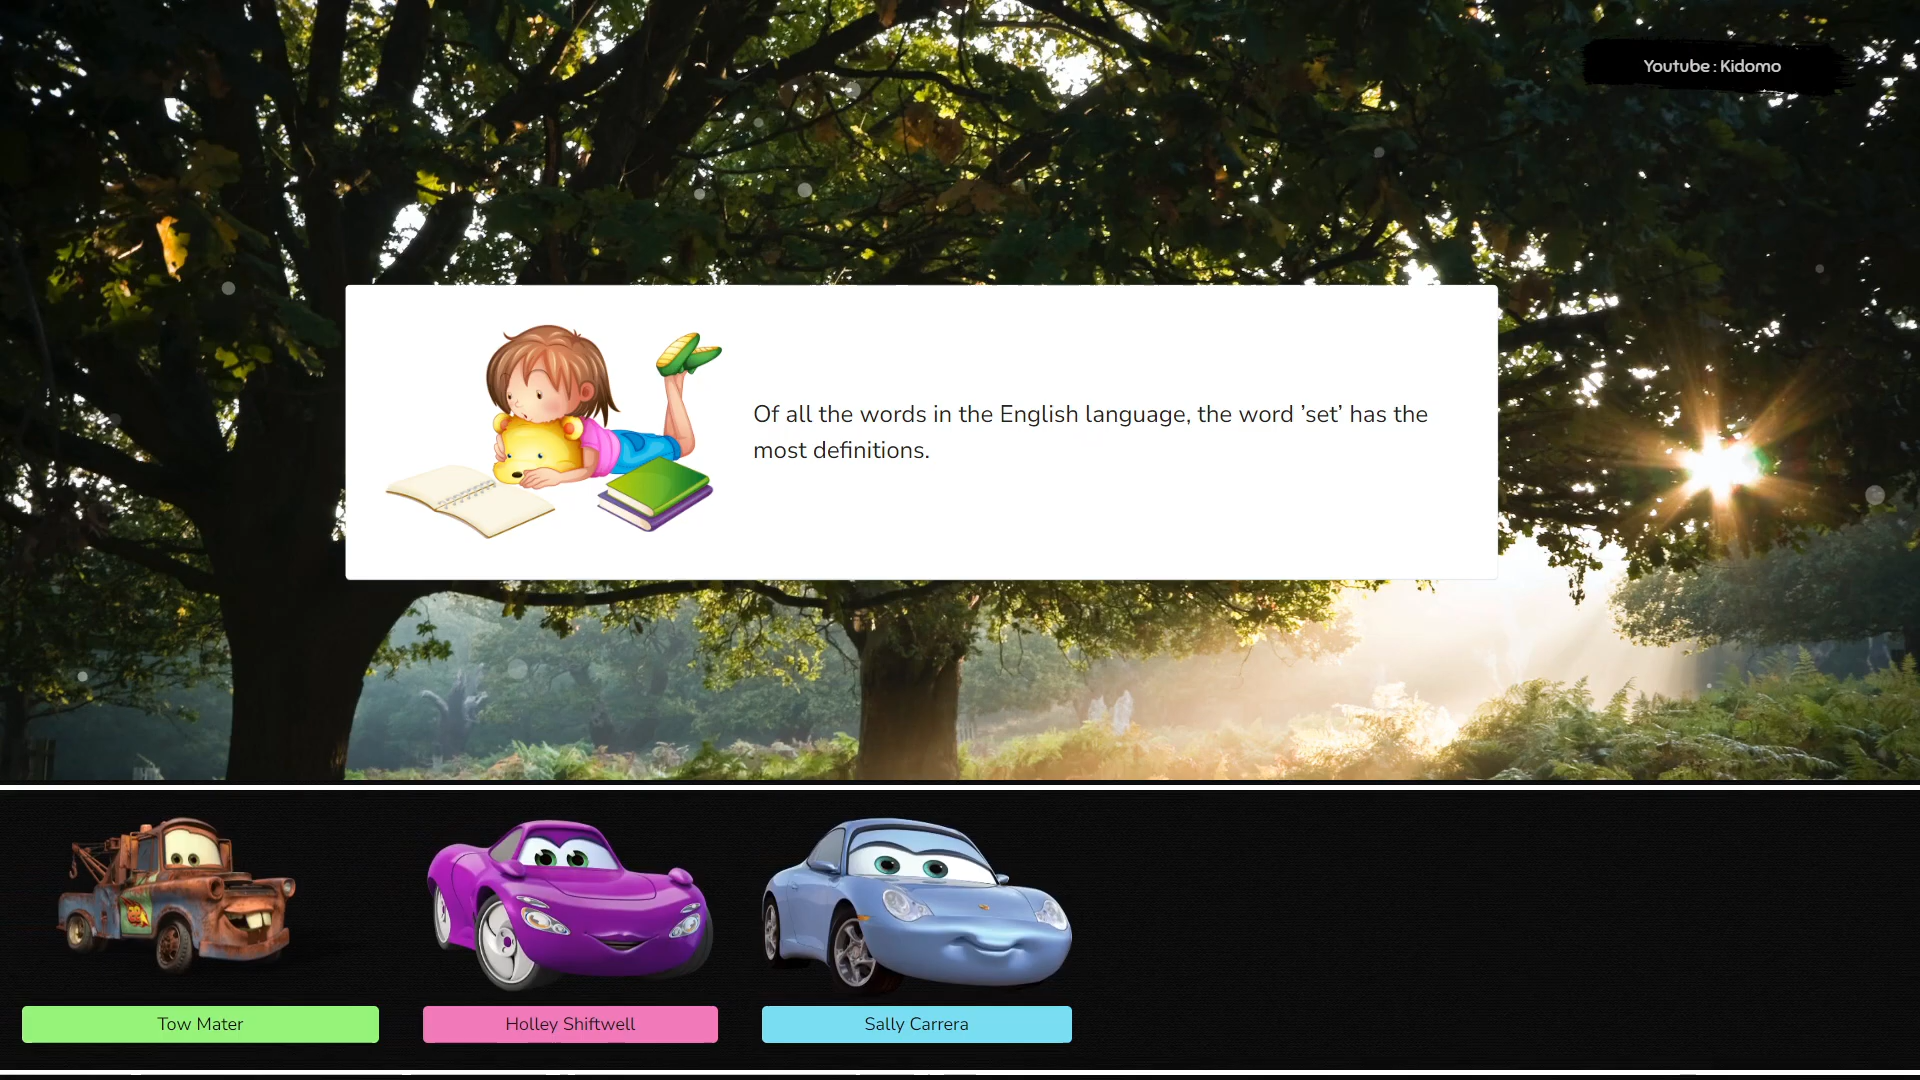 Youtube : Kidomo
Of all the words in the English language, the word ’set’ has the
most definitions.
Tow Mater
Holley Shiftwell
Sally Carrera